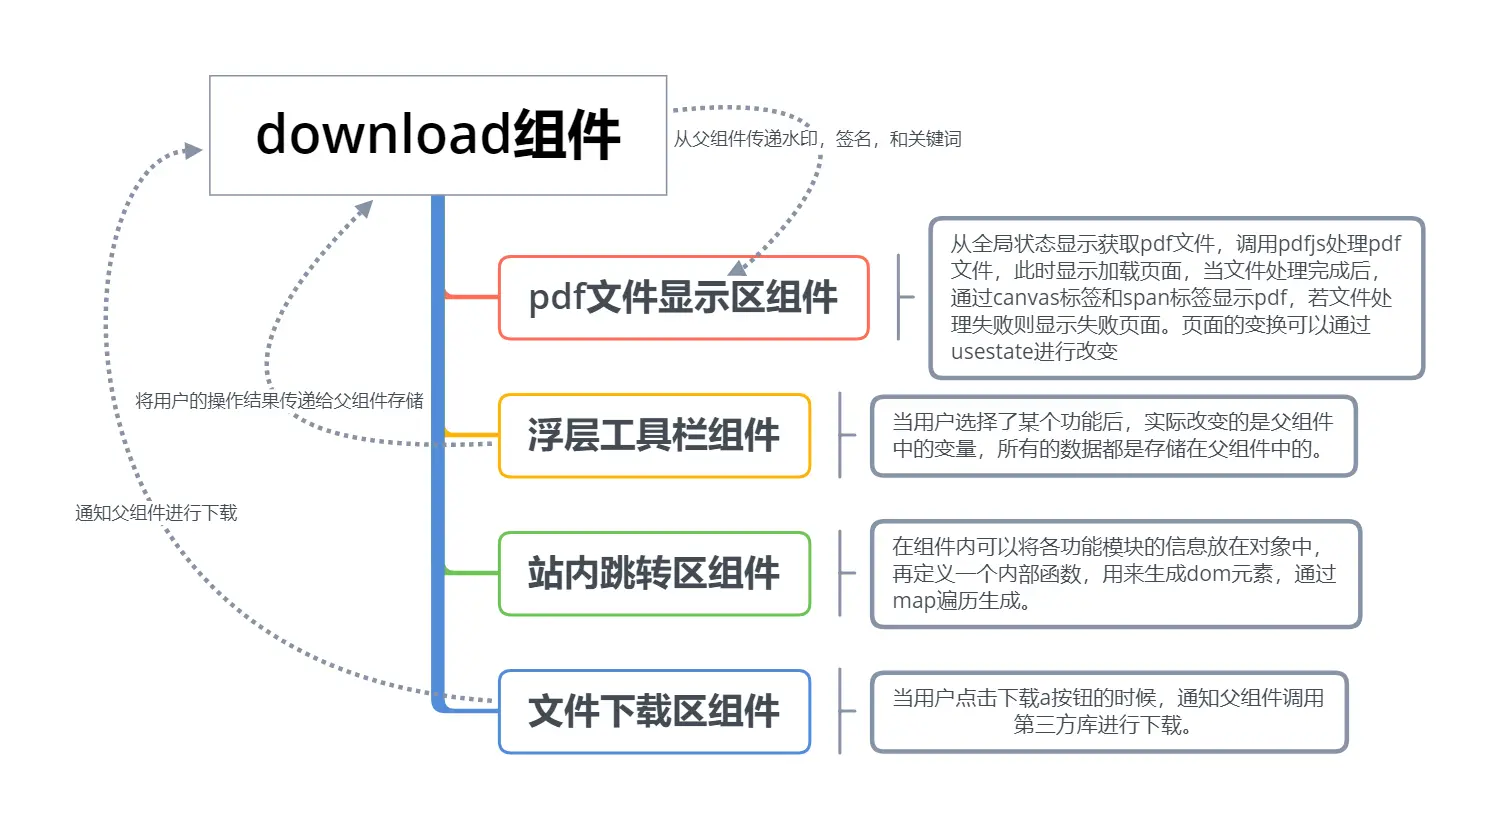 download组件
从父组件传递水印，签名，和关键词
pdf文件显示区组件
从全局状态显示获取pdf文件，调用pdfjs处理pdf
文件，此时显示加载页面，当文件处理完成后，
通过canvas标签和span标签显示pdf，若文件处
理失败则显示失败页面。页面的变换可以通过
usestate进行改变
将用户的操作结果传递给父组件存储
浮层工具栏组件
当用户选择了某个功能后，实际改变的是父组件
中的变量，所有的数据都是存储在父组件中的。
通知父组件进行下载
站内跳转区组件
在组件内可以将各功能模块的信息放在对象中，
再定义一个内部函数，用来生成dom元素，通过
map遍历生成。
文件下载区组件
当用户点击下载a按钮的时候，通知父组件调用
第三方库进行下载。